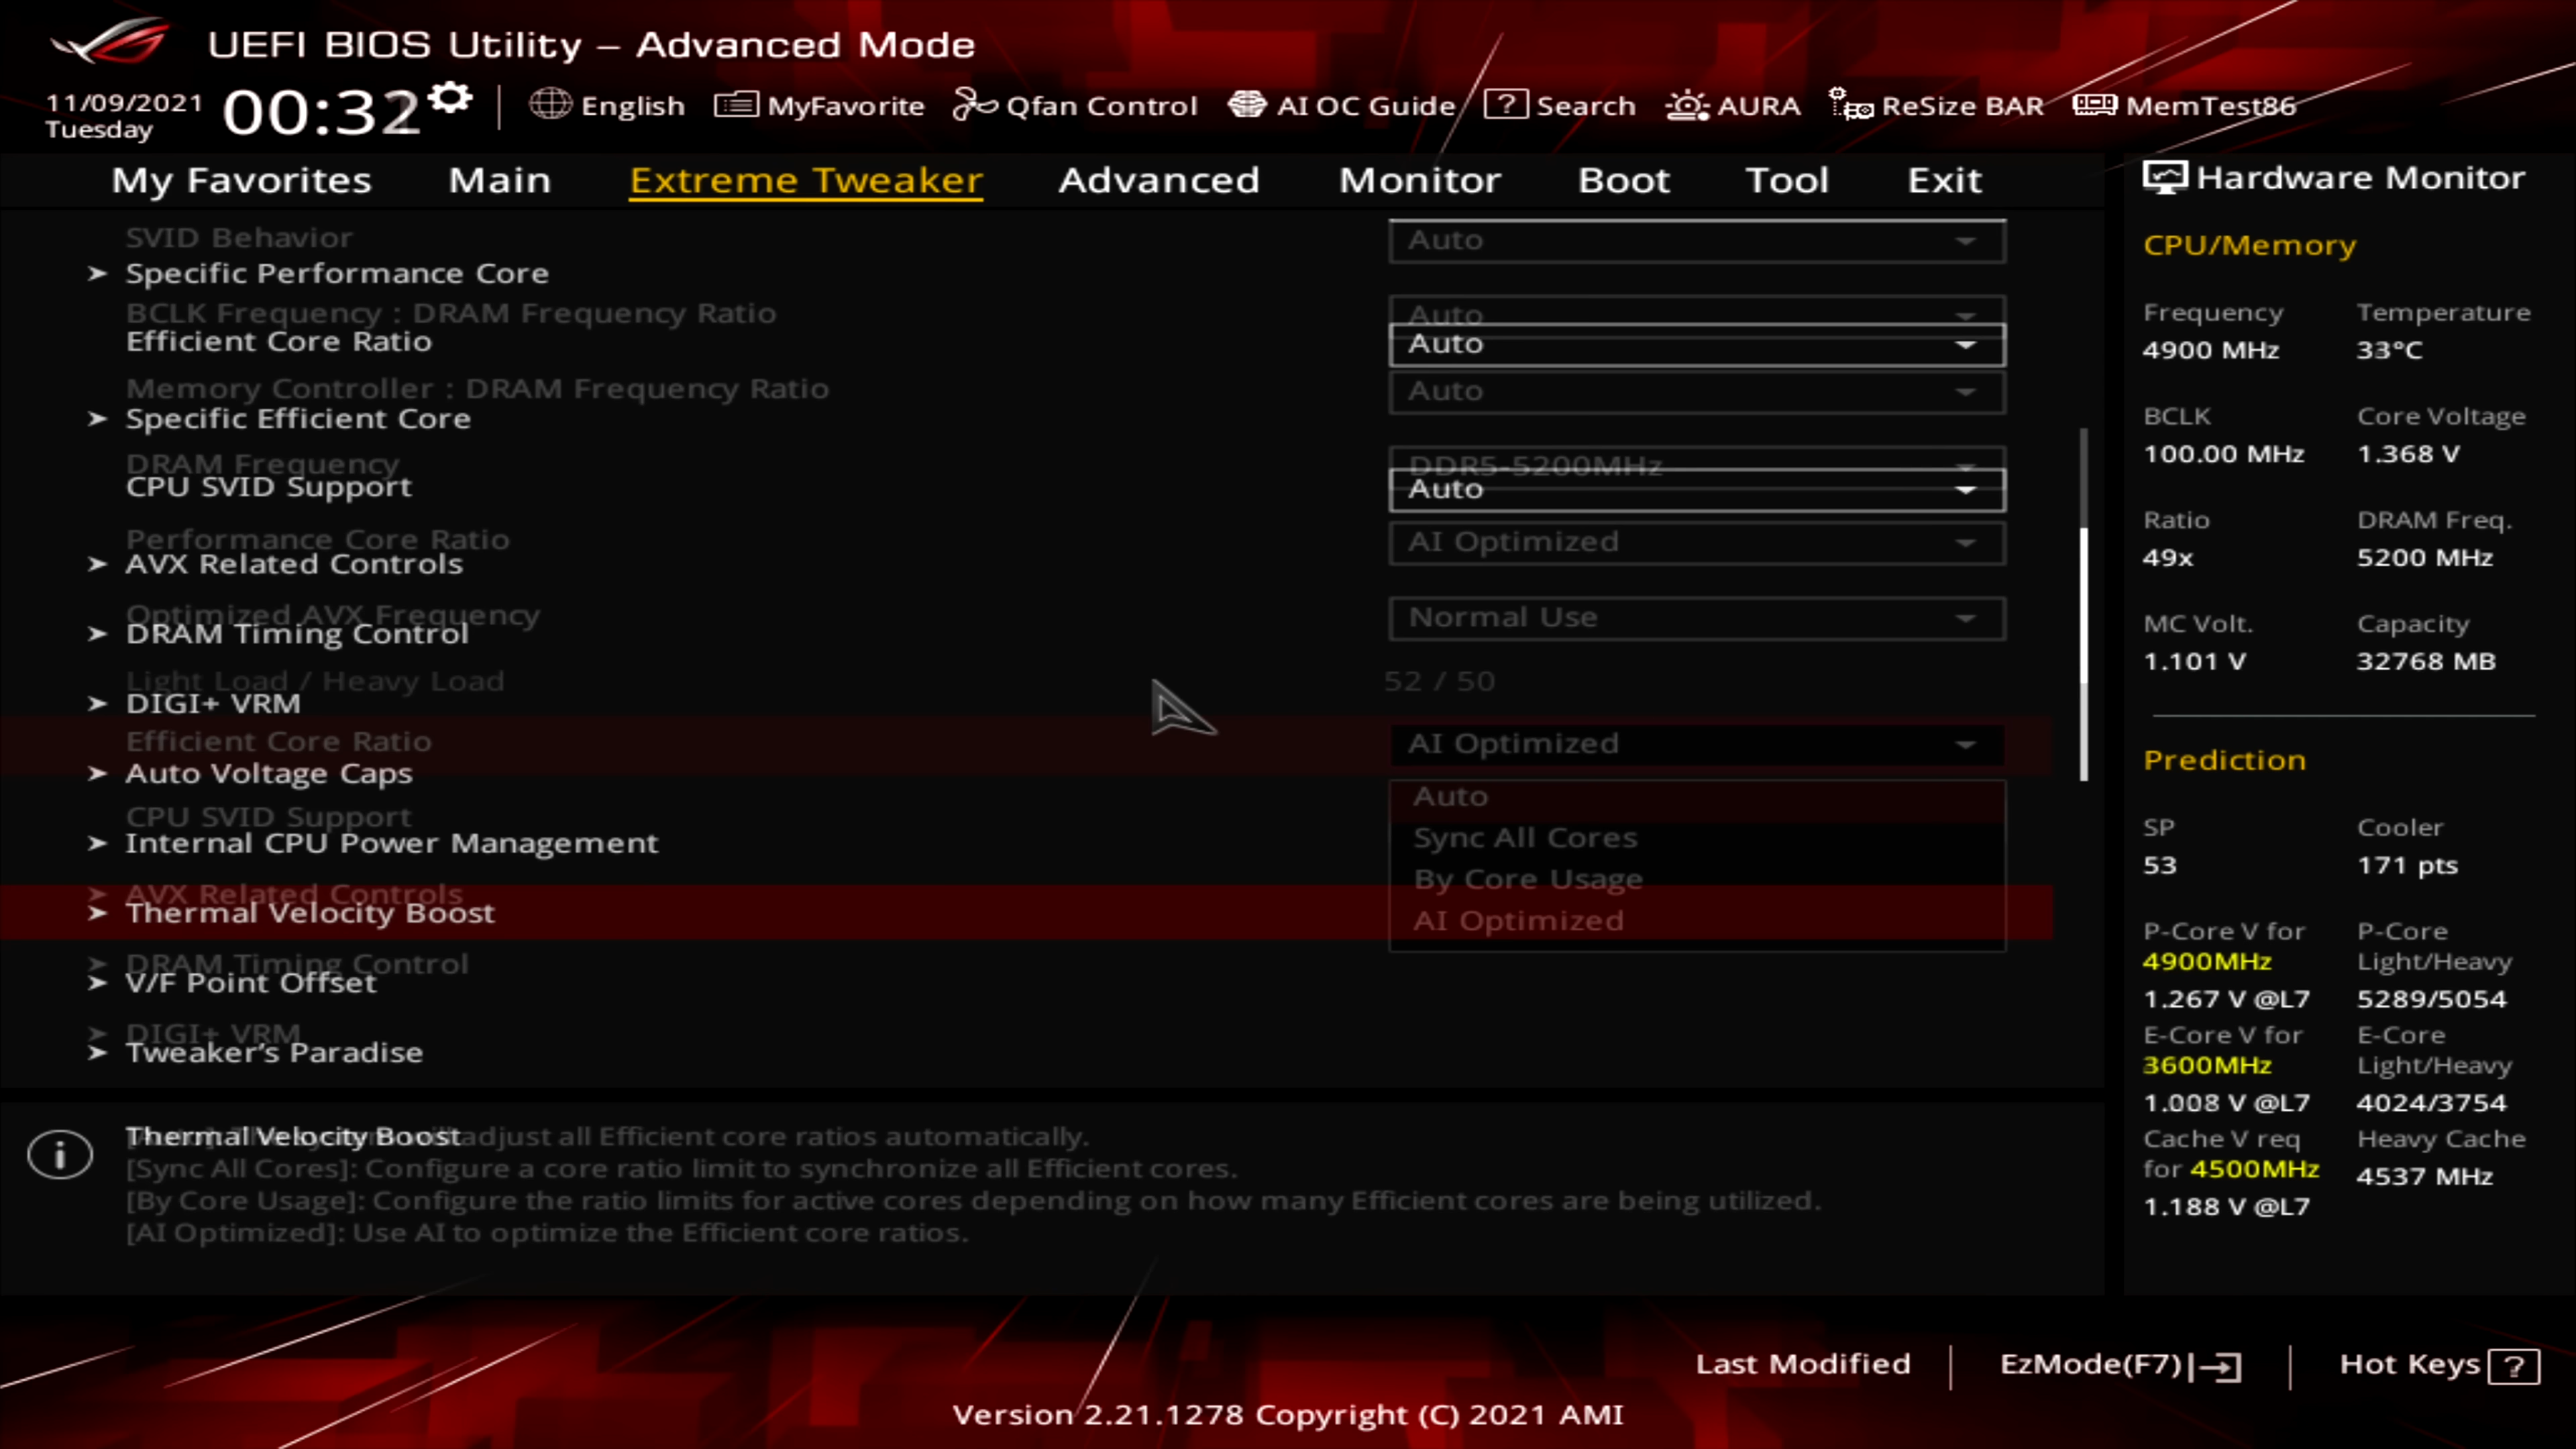 UEFI BIOS Utility – Advanced Mode
11/09/2021
Tuesday
00:32
English
MyFavorite
Qfan Control
AI OC Guide
? Search
AURA
ReSize BAR
MemTest86
My Favorites
Main
Extreme Tweaker
Advanced
Monitor
Boot
Tool
Exit
SVID Behavior
Auto
Specific Performance Core
BCLK Frequency : DRAM Frequency Ratio
Auto
Efficient Core Ratio
Auto
Memory Controller : DRAM Frequency Ratio
Auto
Specific Efficient Core
DRAM Frequency
DDR5-5200MHz
CPU SVID Support
Auto
Performance Core Ratio
AI Optimized
AVX Related Controls
Optimized AVX Frequency
Normal Use
DRAM Timing Control
Light Load / Heavy Load
52 / 50
DIGI+ VRM
Efficient Core Ratio
AI Optimized
Auto Voltage Caps
Auto
CPU SVID Support
Sync All Cores
Internal CPU Power Management
By Core Usage
AVX Related Controls
Thermal Velocity Boost
AI Optimized
DRAM Timing Control
V/F Point Offset
DIGI+ VRM
Tweaker's Paradise
Thermal Velocity Boost
adjust all Efficient core ratios automatically.
[Sync All Cores]: Configure a core ratio limit to synchronize all Efficient cores.
[By Core Usage]: Configure the ratio limits for active cores depending on how many Efficient cores are being utilized.
[AI Optimized]: Use AI to optimize the Efficient core ratios.
Hardware Monitor
CPU/Memory
Frequency
Temperature
4900 MHz
33°C
BCLK
Core Voltage
100.00 MHz
1.368 V
Ratio
DRAM Freq.
49x
5200 MHz
MC Volt.
Capacity
1.101 V
32768 MB
Prediction
SP
Cooler
53
171 pts
P-Core V for
P-Core
4900MHz
Light/Heavy
1.267 V @L7
5289/5054
E-Core V for
E-Core
3600MHz
Light/Heavy
1.008 V @L7
4024/3754
Cache V req
Heavy Cache
for 4500MHz
4537 MHz
1.188 V @L7
Last Modified
EzMode(F7)
Hot Keys ?
Version 2.21.1278 Copyright (C) 2021 AMI